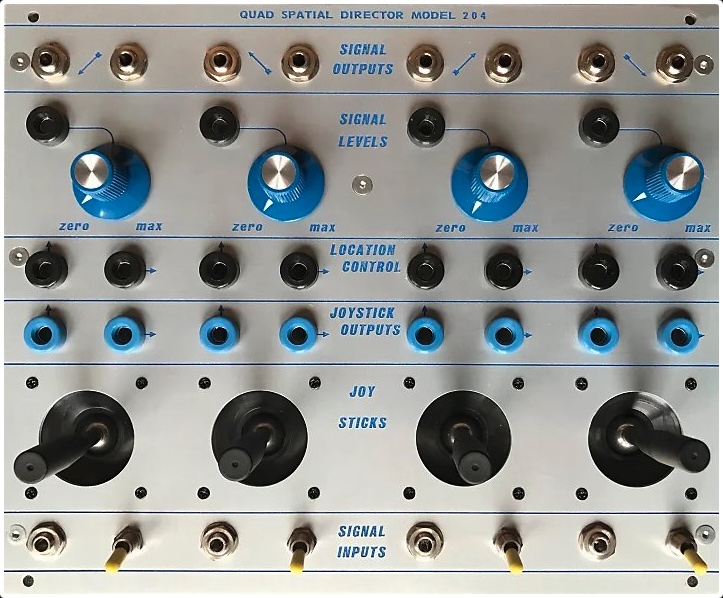 QUAD SPATIAL DIRECTOR MODEL 204
SIGNAL
OUTPUTS
SIGNAL
LEVELS
zero max zero max zero max zero max
LOCATION
CONTROL
JOYSTICK
OUTPUTS
JOY
STICKS
SIGNAL
INPUTS